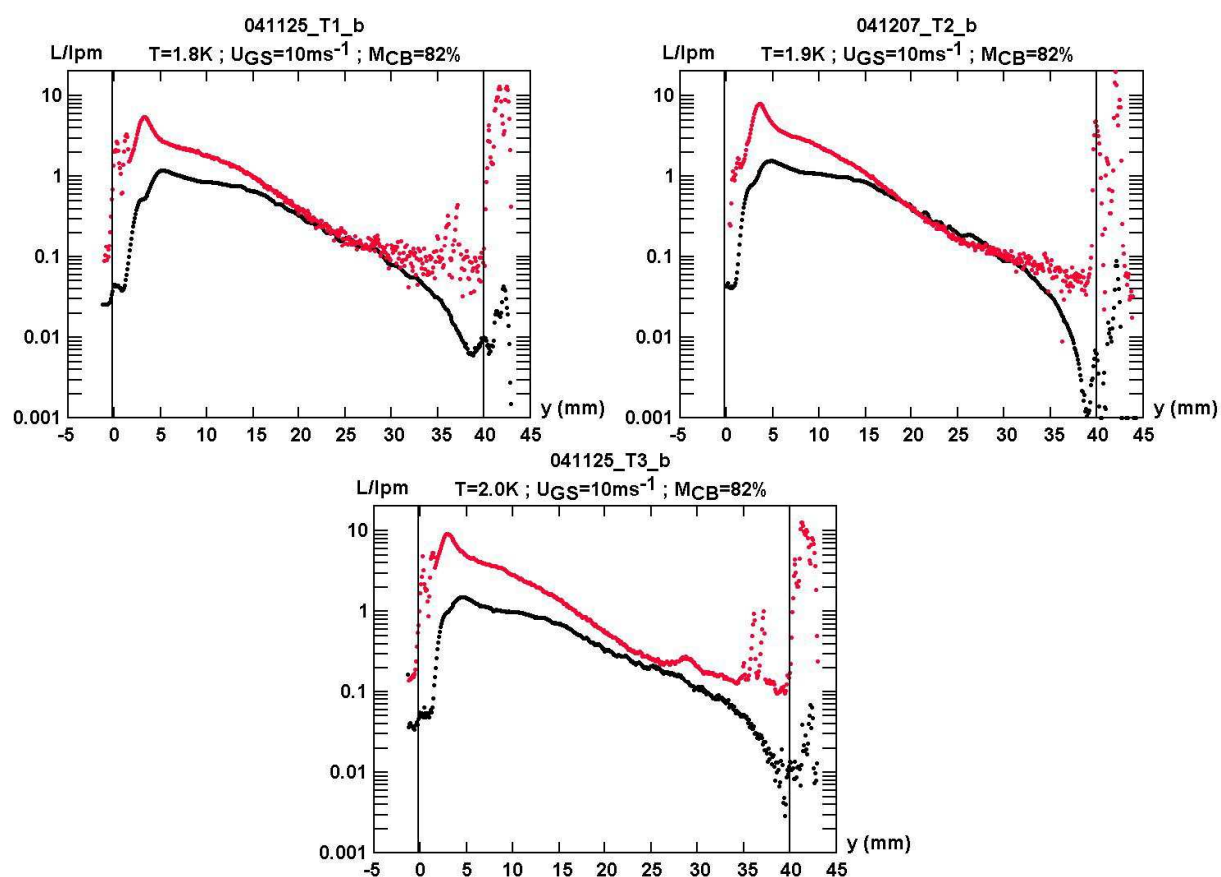 041125_T1_b
L/Ipm T=1.8K ; UGS=10ms-1 ; MCB=82%
10
1
0.1
0.01
0.001
-5 0 5 10 15 20 25 30 35 40 45
y (mm)
041207_T2_b
L/Ipm T=1.9K ; UGS=10ms-1 ; MCB=82%
10
1
0.1
0.01
0.001
-5 0 5 10 15 20 25 30 35 40 45
y (mm)
041125_T3_b
L/Ipm T=2.0K ; UGS=10ms-1 ; MCB=82%
10
1
0.1
0.01
0.001
-5 0 5 10 15 20 25 30 35 40 45
y (mm)